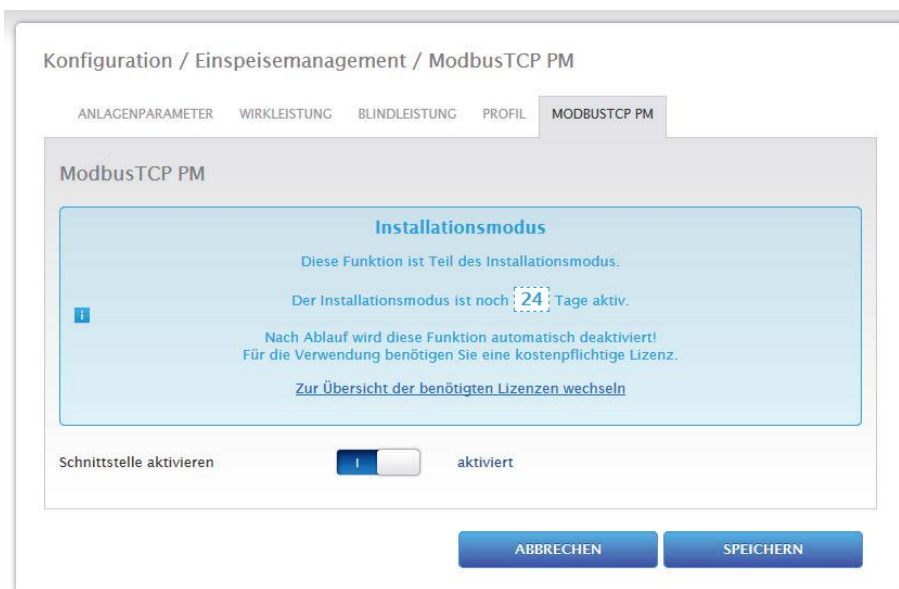 Konfiguration / Einspeisemanagement / ModbusTCP PM
ANLAGENPARAMETER WIRKLEISTUNG BLINDLEISTUNG PROFIL MODBUSTCP PM
ModbusTCP PM
Installationsmodus
Diese Funktion ist Teil des Installationsmodus.
Der Installationsmodus ist noch 24 Tage aktiv.
i
Nach Ablauf wird diese Funktion automatisch deaktiviert!
Für die Verwendung benötigen Sie eine kostenpflichtige Lizenz.
Zur Übersicht der benötigten Lizenzen wechseln
Schnittstelle aktivieren I aktiviert
ABBRECHEN SPEICHERN